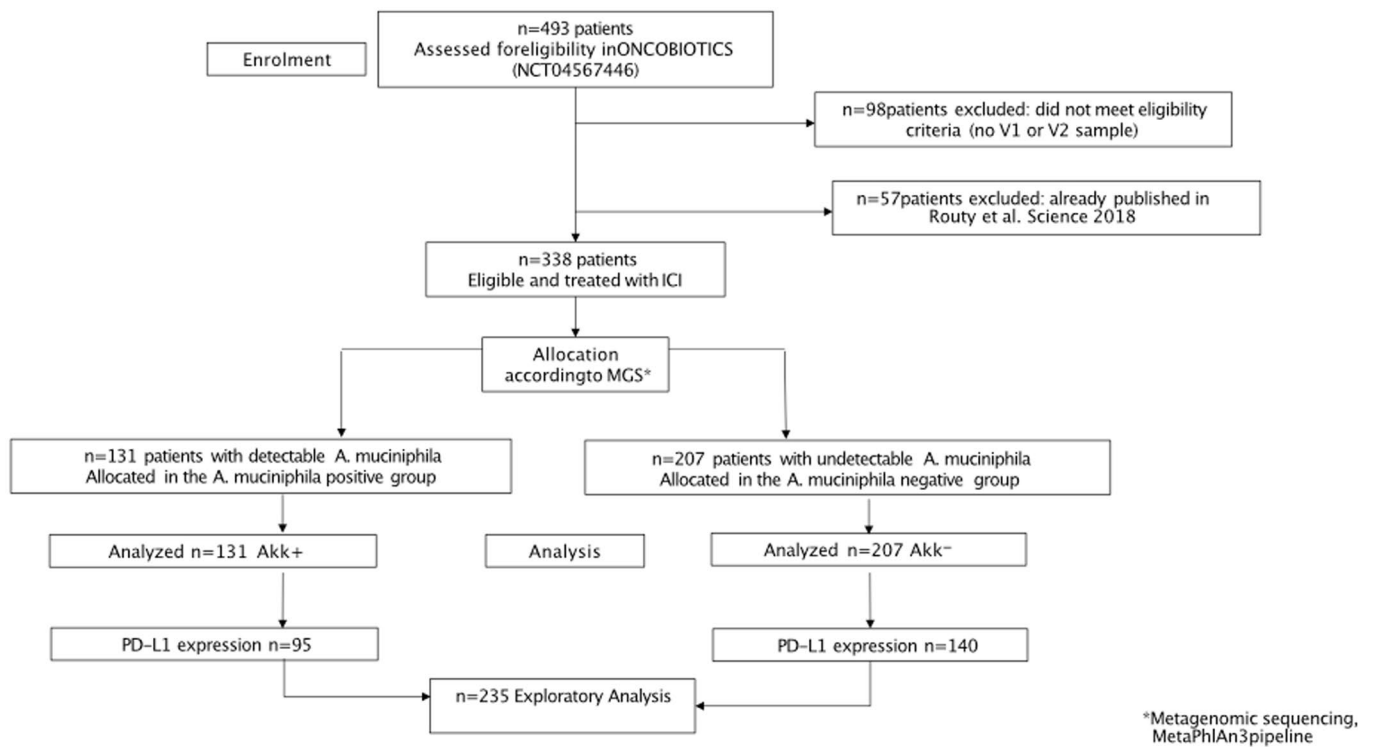 n=493 patients
Assessed foreligibility inONCOBIOTICS
(NCT04567446)
Enrolment
n=98patients excluded: did not meet eligibility
criteria (no V1 or V2 sample)
n=57patients excluded: already published in
Routy et al. Science 2018
n=338 patients
Eligible and treated with ICI
Allocation
accordingto MGS*
n=131 patients with detectable A. muciniphila
Allocated in the A. muciniphila positive group
n=207 patients with undetectable A. muciniphila
Allocated in the A. muciniphila negative group
Analyzed n=131 Akk+
Analysis
Analyzed n=207 Akk−
PD-L1 expression n=95
PD-L1 expression n=140
n=235 Exploratory Analysis
*Metagenomic sequencing,
MetaPhlAn3pipeline